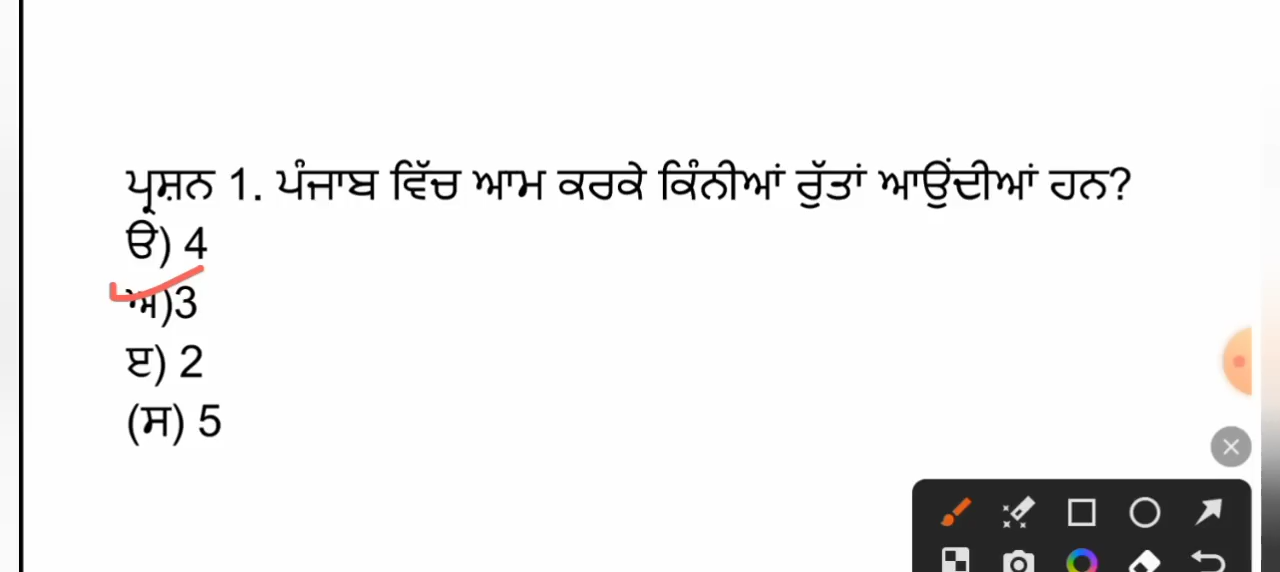 ਪ੍ਰਸ਼ਨ 1. ਪੰਜਾਬ ਵਿੱਚ ਆਮ ਕਰਕੇ ਕਿੰਨੀਆਂ ਰੁੱਤਾਂ ਆਉਂਦੀਆਂ ਹਨ?
ੳ) 4
ਅ)3
ੲ) 2
(ਸ) 5